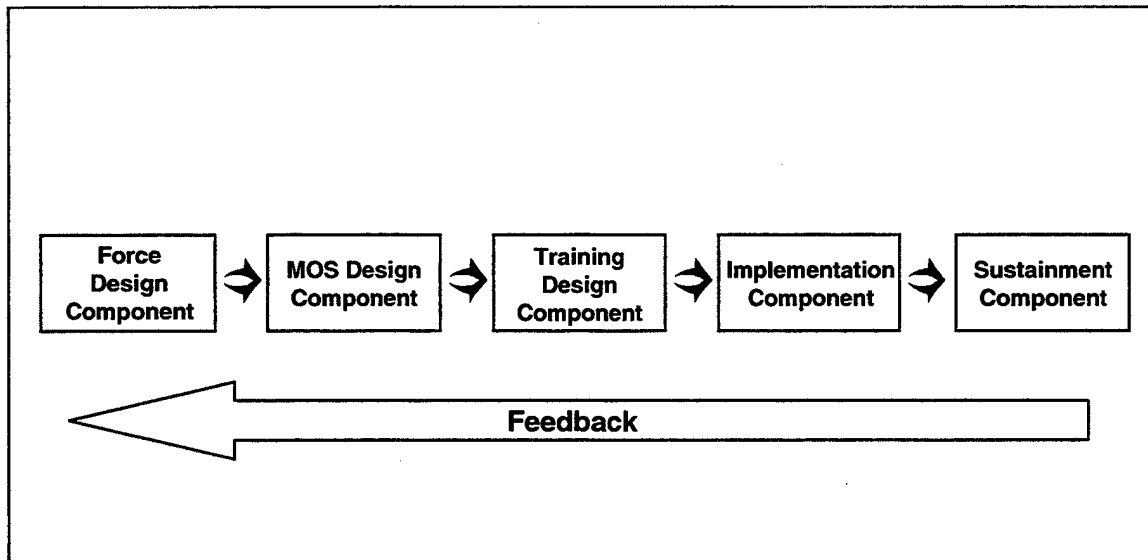 Force
Design
Component
MOS Design
Component
Training
Design
Component
Implementation
Component
Sustainment
Component
Feedback